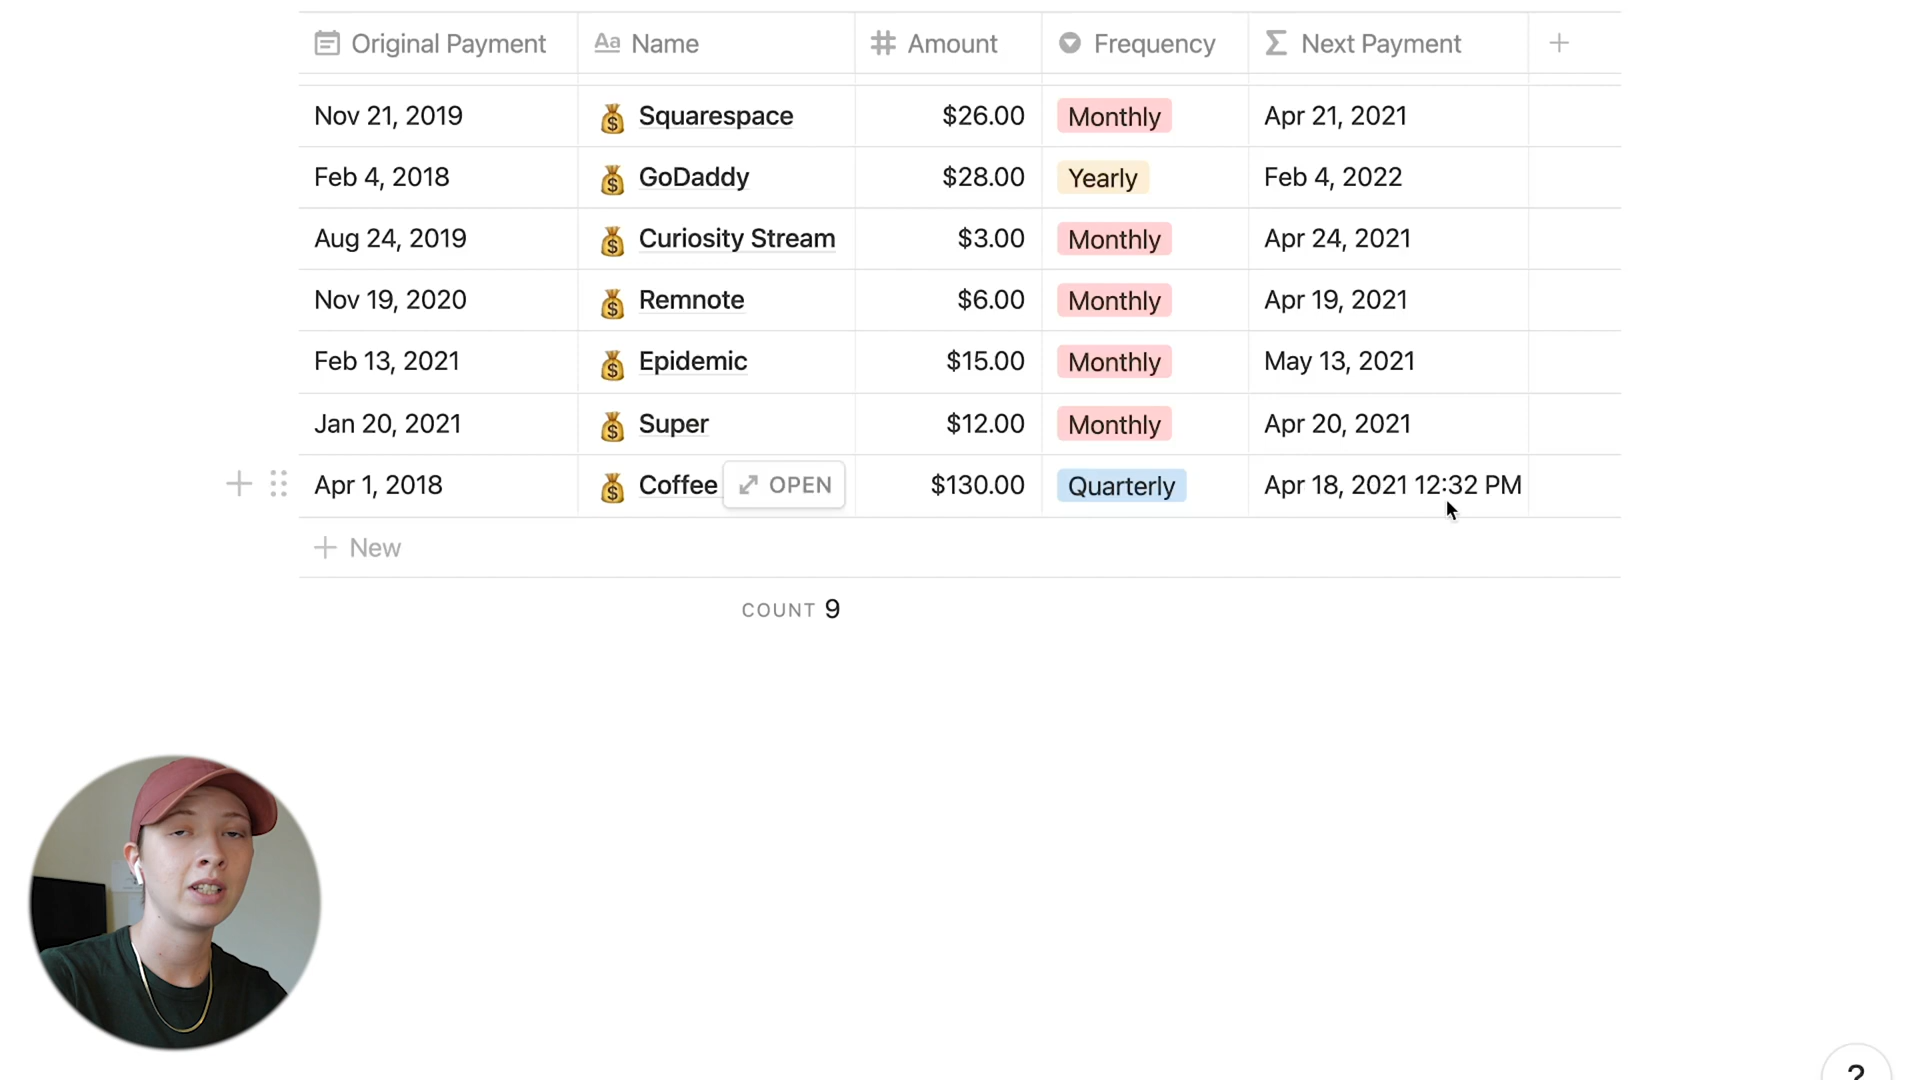 Original Payment Aa Name # Amount Frequency Σ Next Payment +
Nov 21, 2019 Squarespace $26.00 Monthly Apr 21, 2021
Feb 4, 2018 GoDaddy $28.00 Yearly Feb 4, 2022
Aug 24, 2019 Curiosity Stream $3.00 Monthly Apr 24, 2021
Nov 19, 2020 Remnote $6.00 Monthly Apr 19, 2021
Feb 13, 2021 Epidemic $15.00 Monthly May 13, 2021
Jan 20, 2021 Super $12.00 Monthly Apr 20, 2021
+ Apr 1, 2018 Coffee OPEN $130.00 Quarterly Apr 18, 2021 12:32 PM
+ New
COUNT 9
?